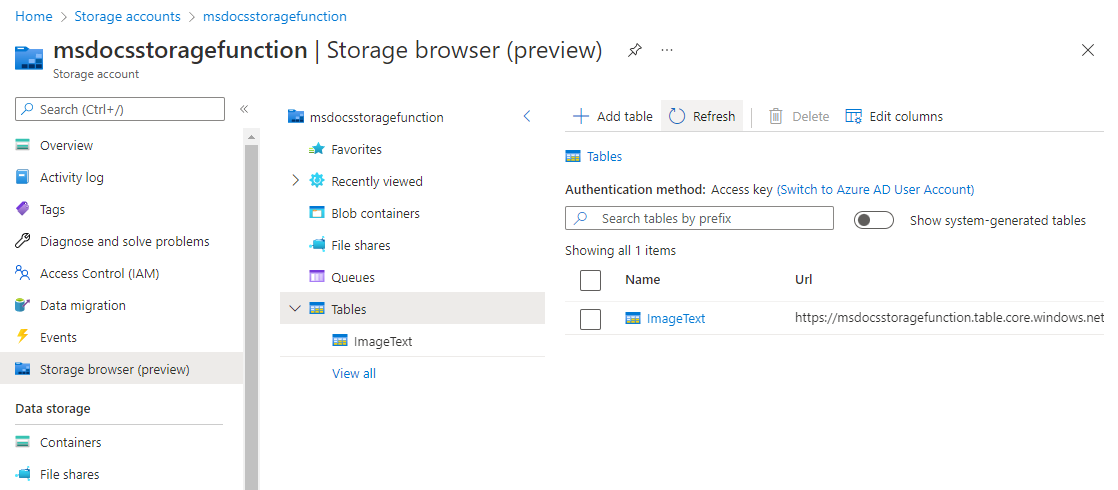 Home > Storage accounts > msdocsstoragefunction
msdocsstoragefunction | Storage browser (preview) ...
Storage account
Search (Ctrl+/)
Overview
Activity log
Tags
Diagnose and solve problems
Access Control (IAM)
Data migration
Events
Storage browser (preview)
Data storage
Containers
File shares
msdocsstoragefunction
Favorites
Recently viewed
Blob containers
File shares
Queues
Tables
ImageText
View all
Add table Refresh Delete Edit columns
Tables
Authentication method: Access key (Switch to Azure AD User Account)
Search tables by prefix Show system-generated tables
Showing all 1 items
Name Url
ImageText https://msdocsstoragefunction.table.core.windows.net